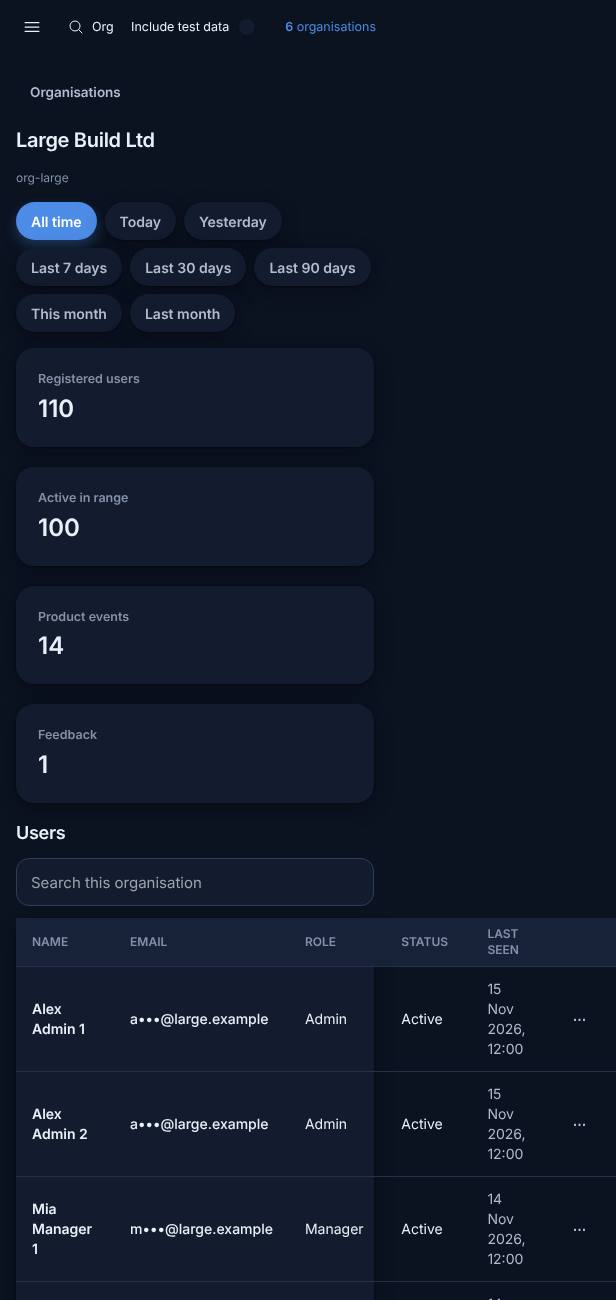 Org Include test data 6 organisations
Organisations
Large Build Ltd
org-large
All time Today Yesterday
Last 7 days Last 30 days Last 90 days
This month Last month
Registered users
110
Active in range
100
Product events
14
Feedback
1
Users
Search this organisation
NAME EMAIL ROLE STATUS LAST SEEN
Alex Admin 1 a•••@large.example Admin Active 15 Nov 2026, 12:00 ...
Alex Admin 2 a•••@large.example Admin Active 15 Nov 2026, 12:00 ...
Mia Manager 1 m•••@large.example Manager Active 14 Nov 2026, 12:00 ...